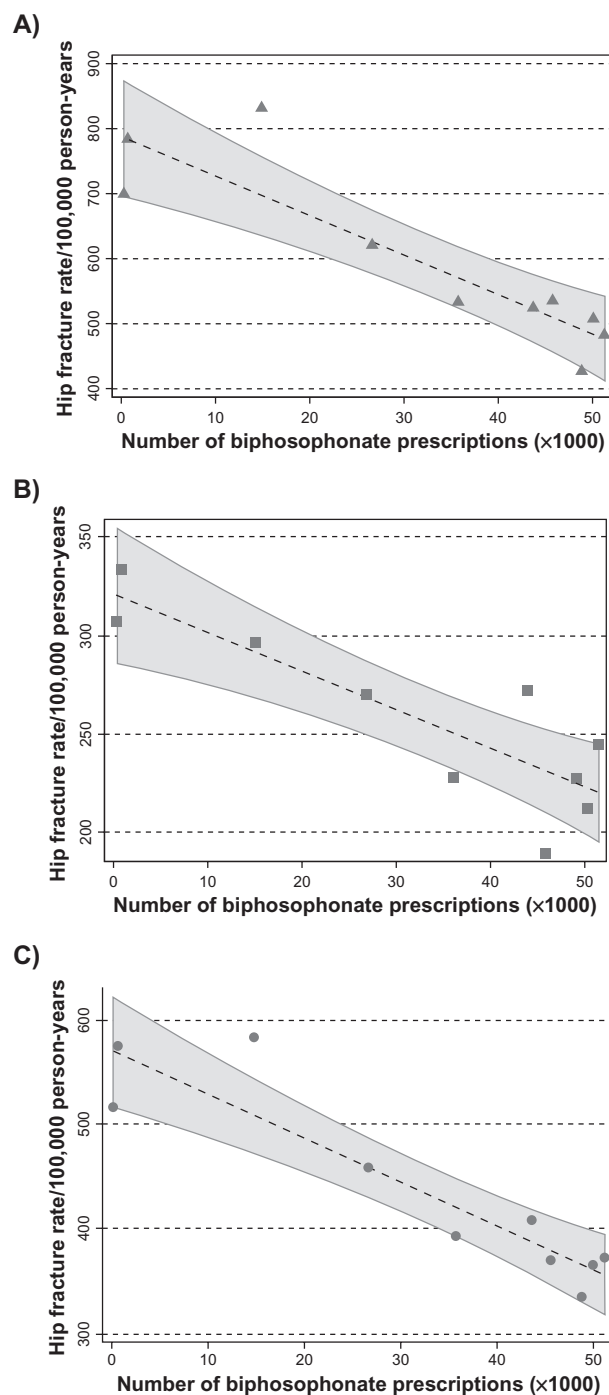 A)
Hip fracture rate/100,000 person-years
900
800
700
600
500
400
0 10 20 30 40 50
Number of biphosophonate prescriptions (×1000)
B)
Hip fracture rate/100,000 person-years
350
300
250
200
0 10 20 30 40 50
Number of biphosophonate prescriptions (×1000)
C)
Hip fracture rate/100,000 person-years
600
500
400
300
0 10 20 30 40 50
Number of biphosophonate prescriptions (×1000)